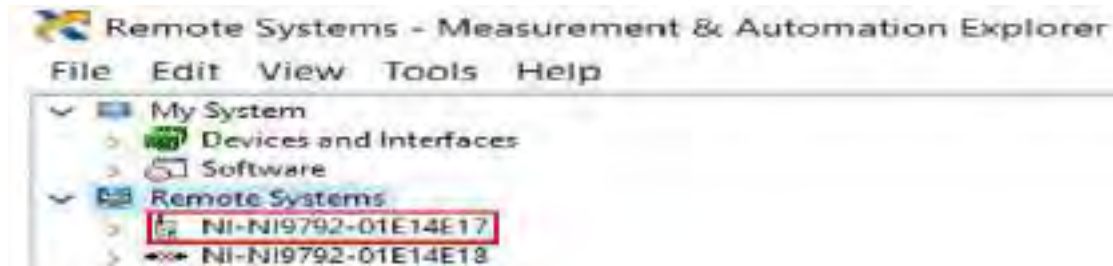 Remote Systems - Measurement & Automation Explorer
File Edit View Tools Help
My System
Devices and Interfaces
Software
Remote Systems
NI-NI9792-01E14E17
NI-NI9792-01E14E18